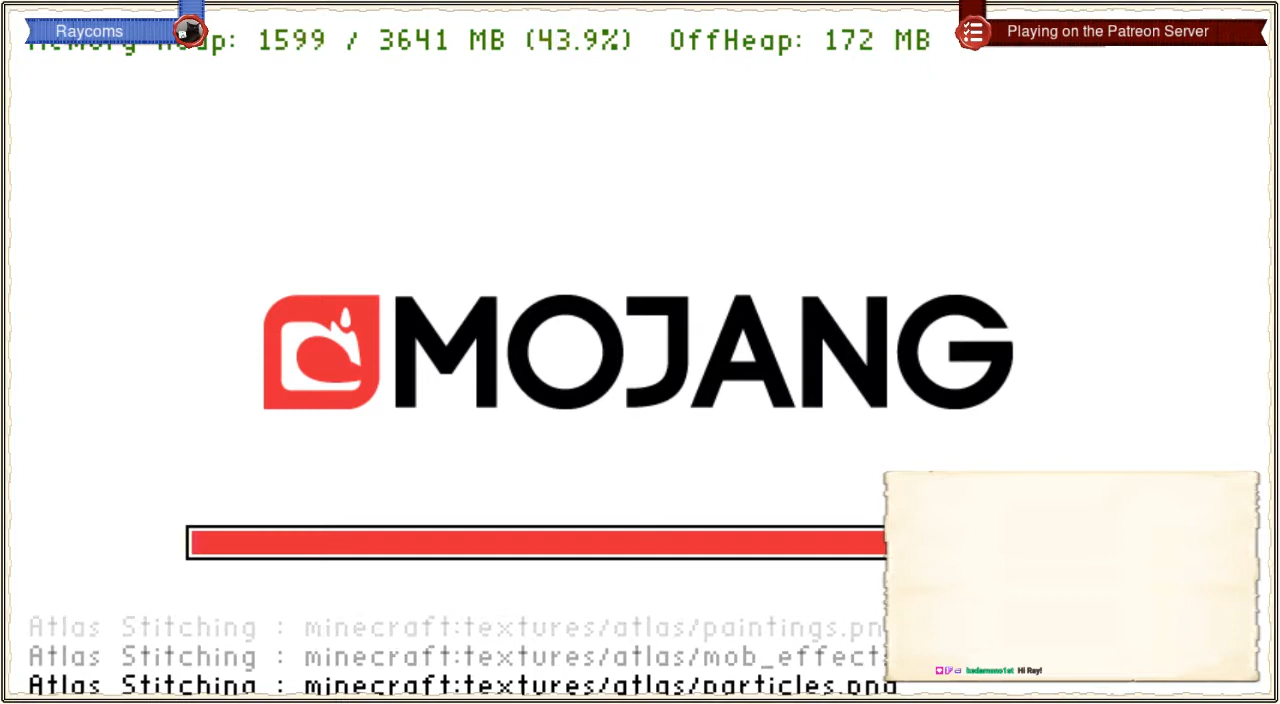 Raycoms
Heap: 1599 / 3641 MB (43.9%) OffHeap: 172 MB
Playing on the Patreon Server
MOJANG
Atlas Stitching : minecraft:textures/atlas/paintings.pn
Atlas Stitching : minecraft:textures/atlas/mob_effect
Atlas Stitching : minecraft:textures/atlas/particles.png
Hi Ray!